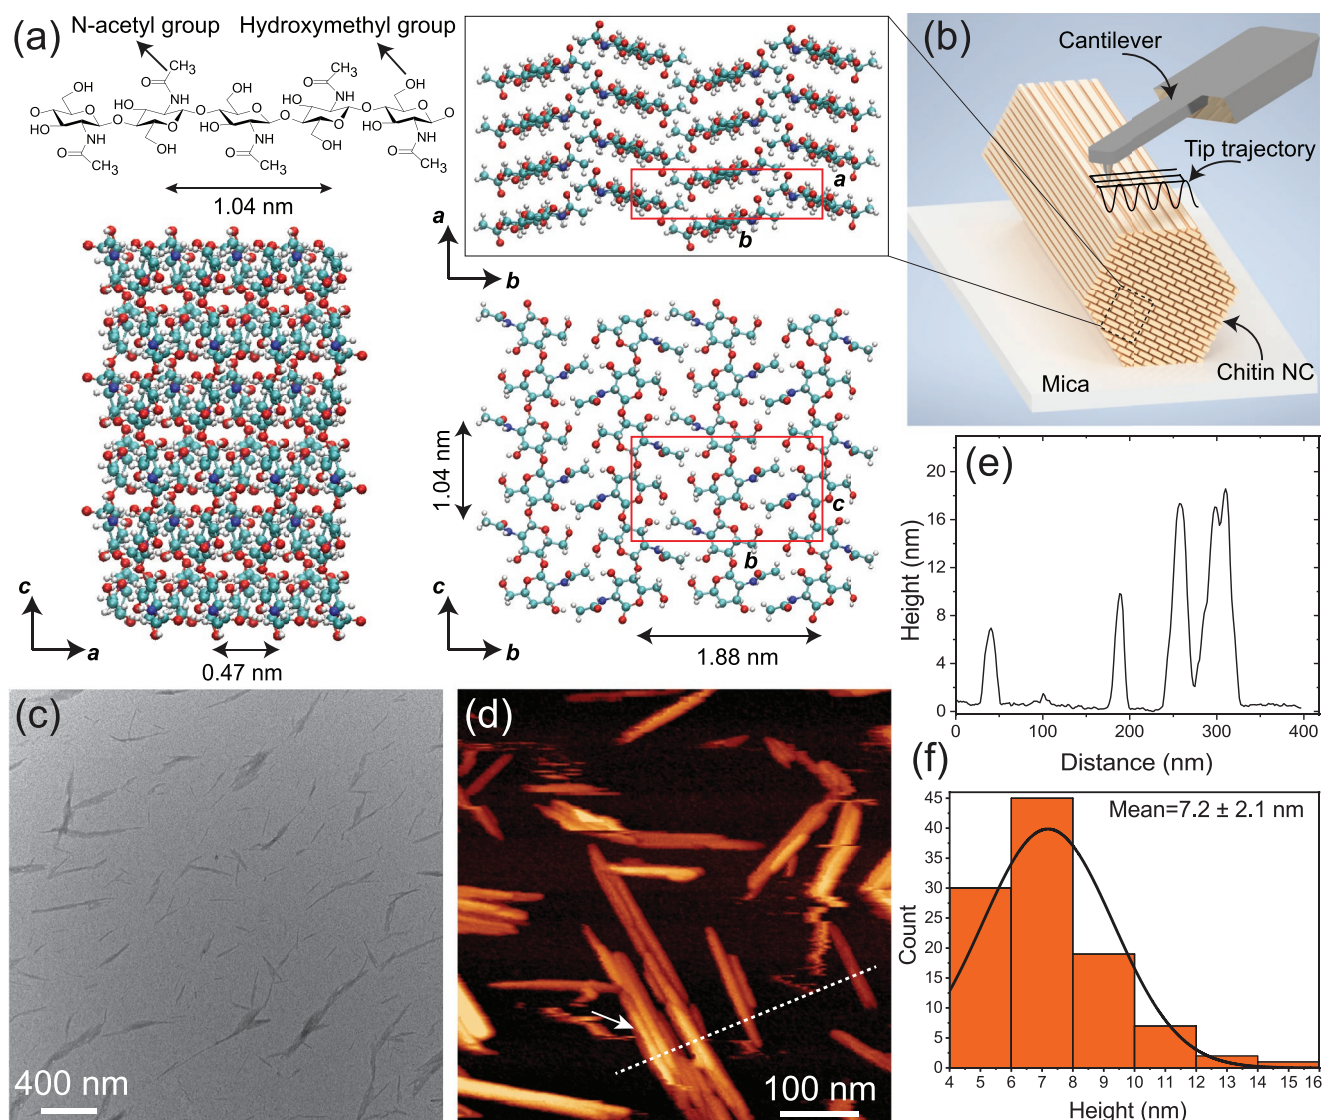 (a)
N-acetyl group
Hydroxymethyl group
CH3
O
NH
OH
HO
O
OH
HO
O
OH
O
HO
NH
O
CH3
OH
O
HO
O
NH
O
CH3
CH3
O
NH
HO
O
OH
O
OH
O
O
HO
NH
O
CH3
1.04 nm
a
b
a
b
c
a
0.47 nm
1.04 nm
c
b
c
b
1.88 nm
(b)
Cantilever
Tip trajectory
Mica
Chitin NC
(c)
400 nm
(d)
100 nm
(e)
Height (nm)
20
16
12
8
4
0
0
100
200
300
400
Distance (nm)
(f)
Mean=7.2 ± 2.1 nm
Count
45
40
35
30
25
20
15
10
5
0
4
5
6
7
8
9
10
11
12
13
14
15
16
Height (nm)